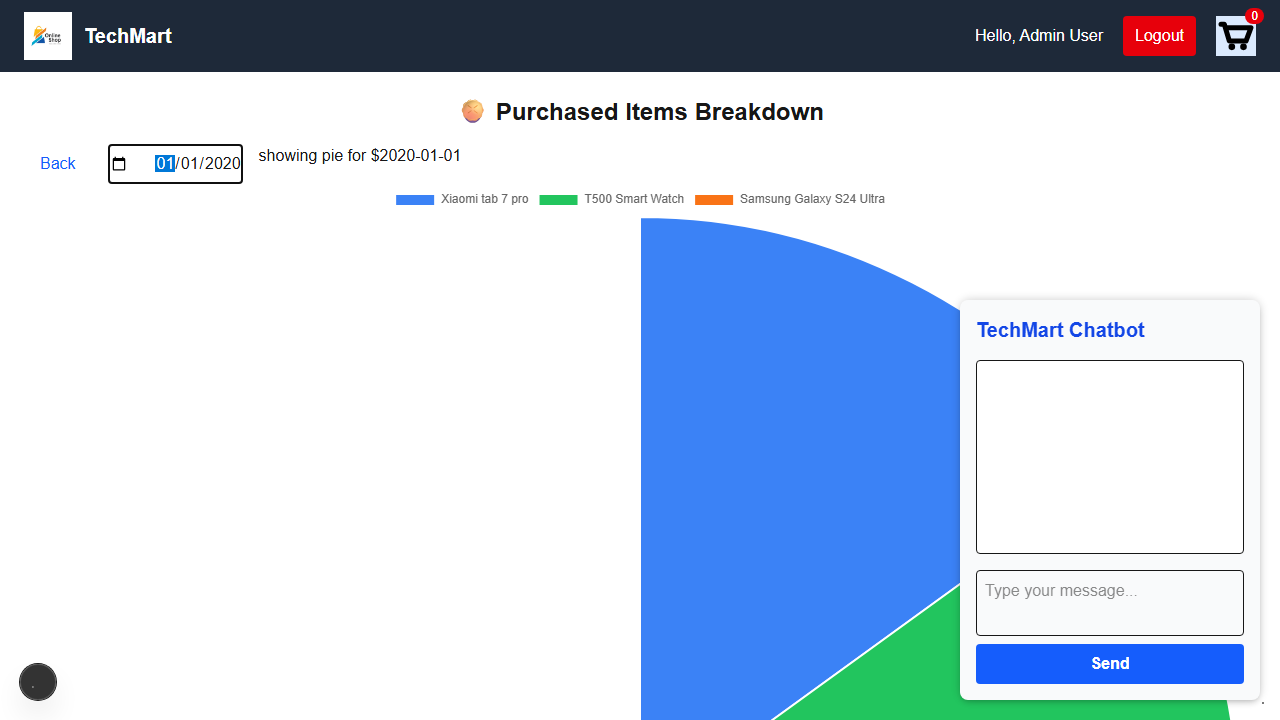 Online
Shop
TechMart
Hello, Admin User
Logout
0
Purchased Items Breakdown
Back
01/01/2020
showing pie for $2020-01-01
Xiaomi tab 7 pro
T500 Smart Watch
Samsung Galaxy S24 Ultra
TechMart Chatbot
Type your message...
Send